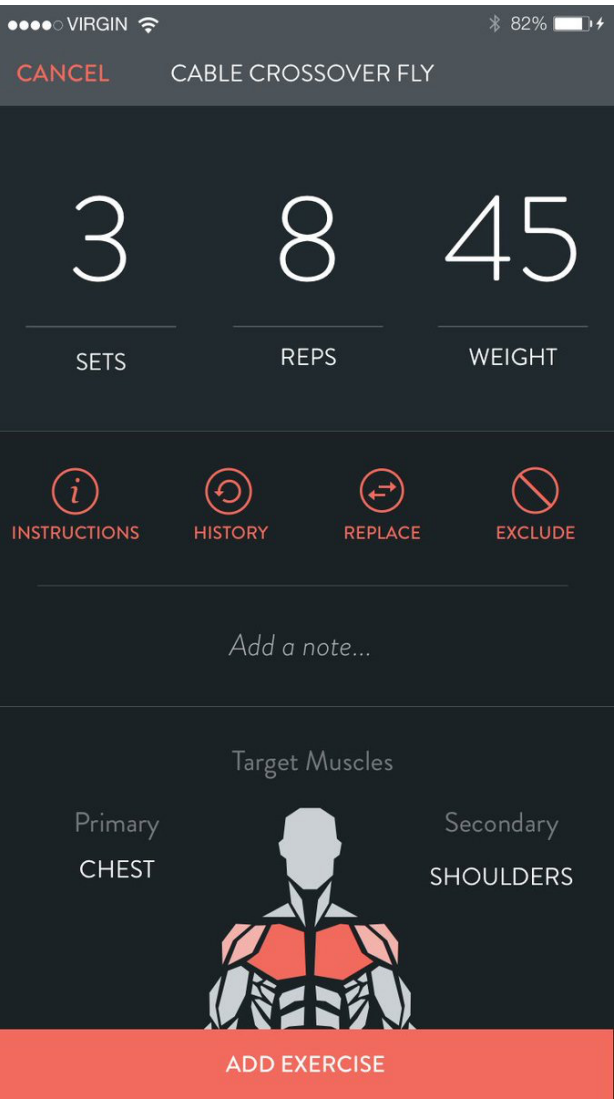 VIRGIN 82%
CANCEL CABLE CROSSOVER FLY
3 8 45
SETS REPS WEIGHT
i
INSTRUCTIONS HISTORY REPLACE EXCLUDE
Add a note...
Target Muscles
Primary Secondary
CHEST SHOULDERS
ADD EXERCISE